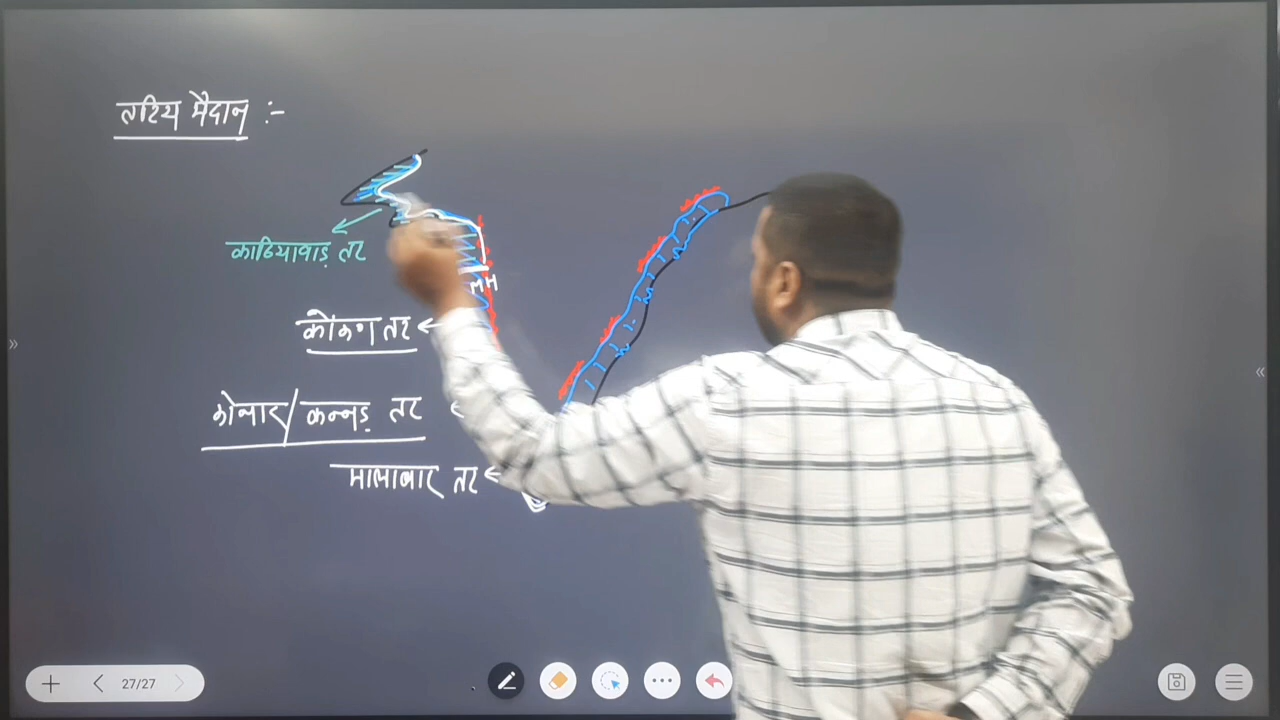 तटिय मैदान :-
काठियावाड़ तट
MH
कोंकण तट
केनारा/कन्नड़ तट
मालाबार तट
27/27